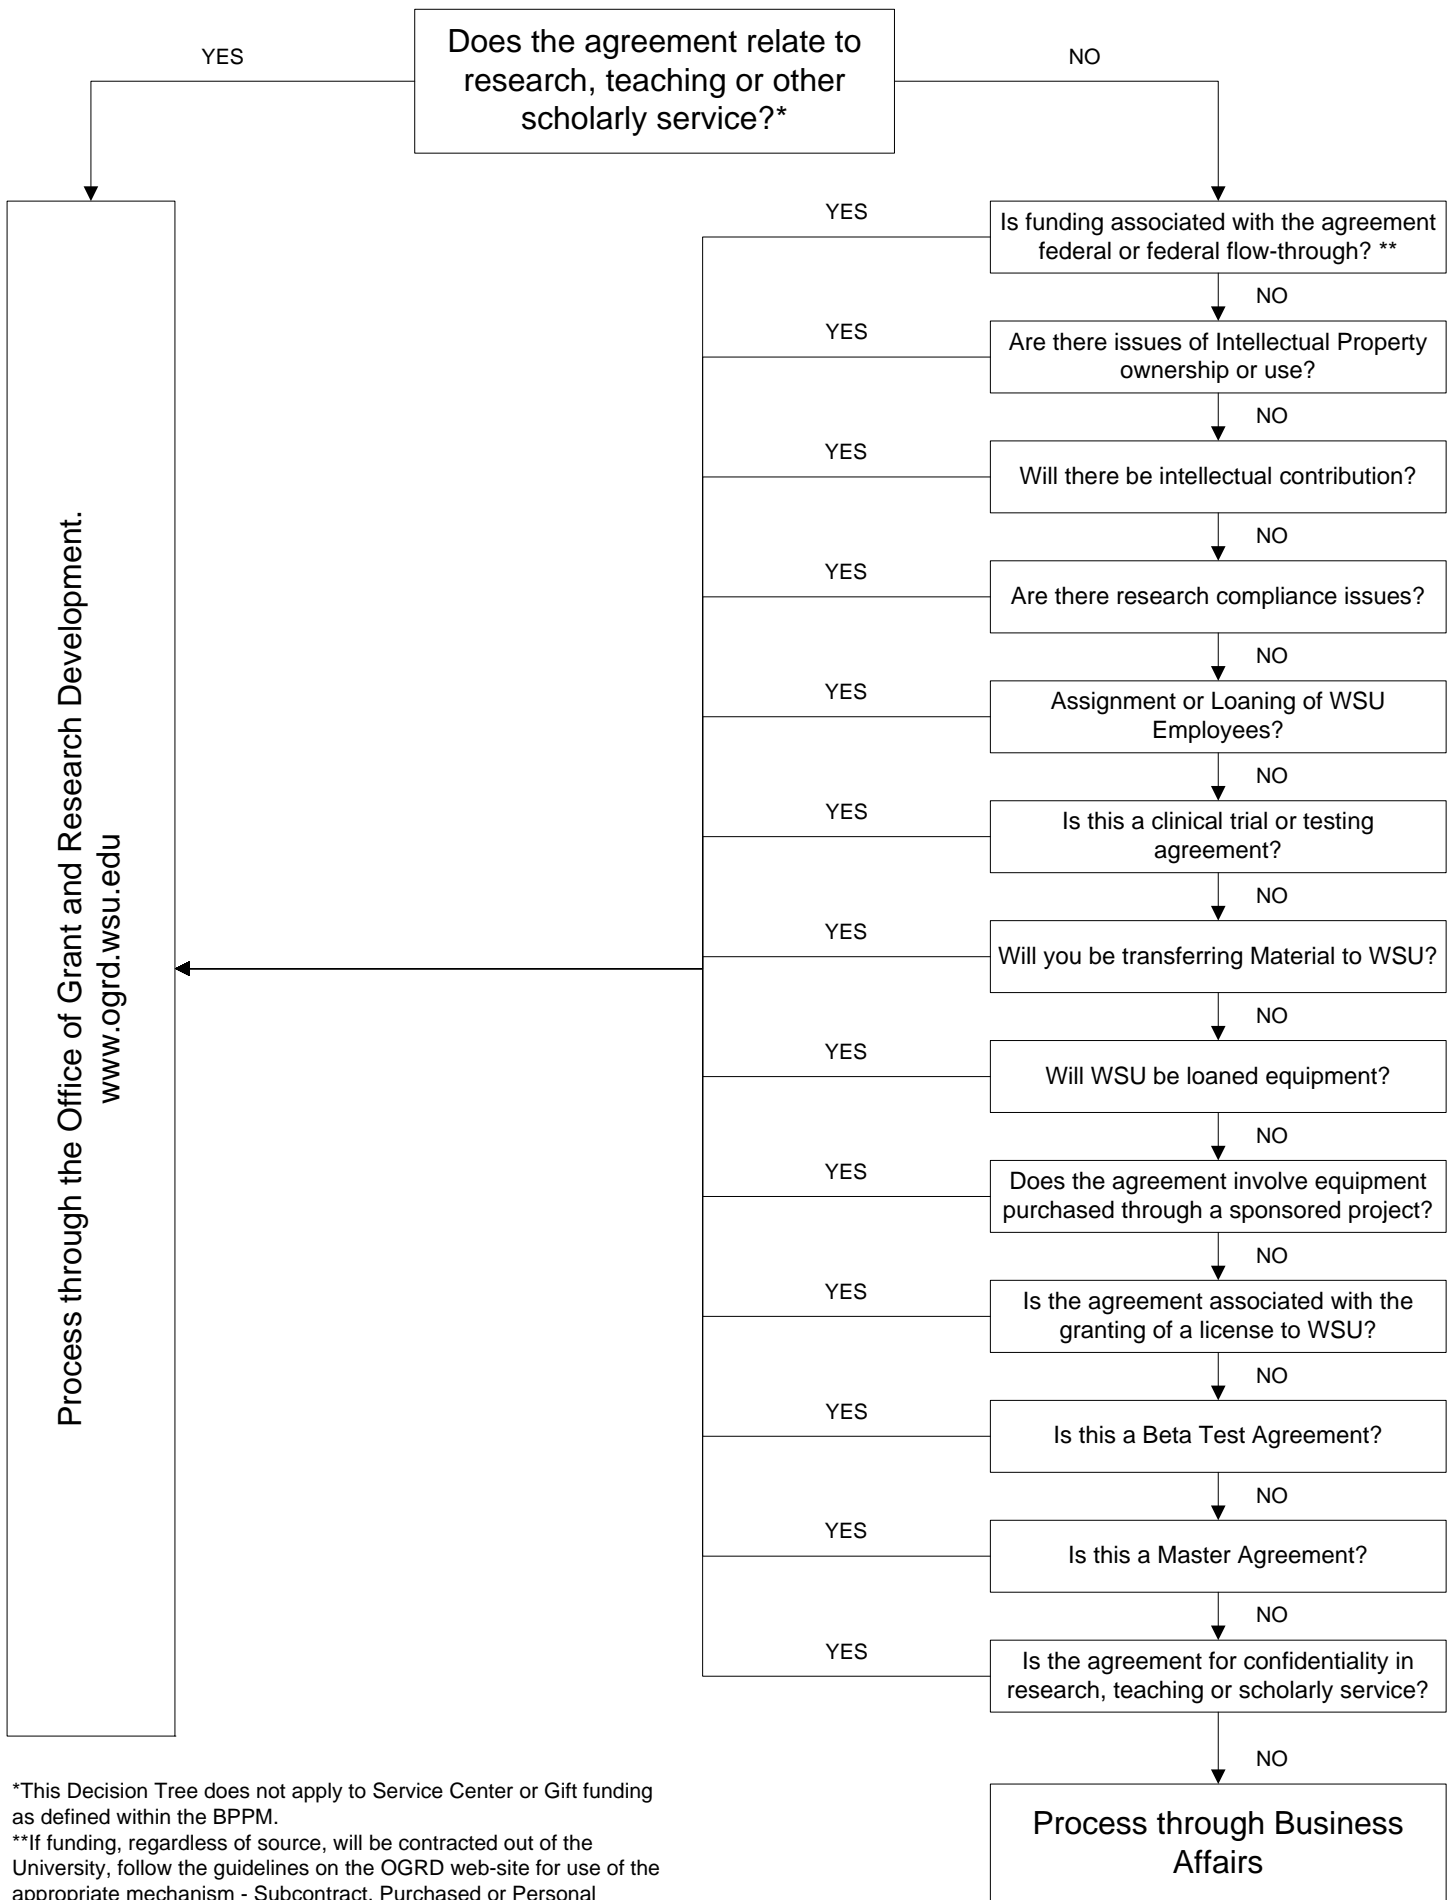 Does the agreement relate to
research, teaching or other
scholarly service?*
YES
NO
Process through the Office of Grant and Research Development.
www.ogrd.wsu.edu
YES
Is funding associated with the agreement
federal or federal flow-through? **
NO
YES
Are there issues of Intellectual Property
ownership or use?
NO
YES
Will there be intellectual contribution?
NO
YES
Are there research compliance issues?
NO
YES
Assignment or Loaning of WSU
Employees?
NO
YES
Is this a clinical trial or testing
agreement?
NO
YES
Will you be transferring Material to WSU?
NO
YES
Will WSU be loaned equipment?
NO
YES
Does the agreement involve equipment
purchased through a sponsored project?
NO
YES
Is the agreement associated with the
granting of a license to WSU?
NO
YES
Is this a Beta Test Agreement?
NO
YES
Is this a Master Agreement?
NO
YES
Is the agreement for confidentiality in
research, teaching or scholarly service?
NO
Process through Business
Affairs
*This Decision Tree does not apply to Service Center or Gift funding
as defined within the BPPM.
**If funding, regardless of source, will be contracted out of the
University, follow the guidelines on the OGRD web-site for use of the
appropriate mechanism - Subcontract, Purchased or Personal